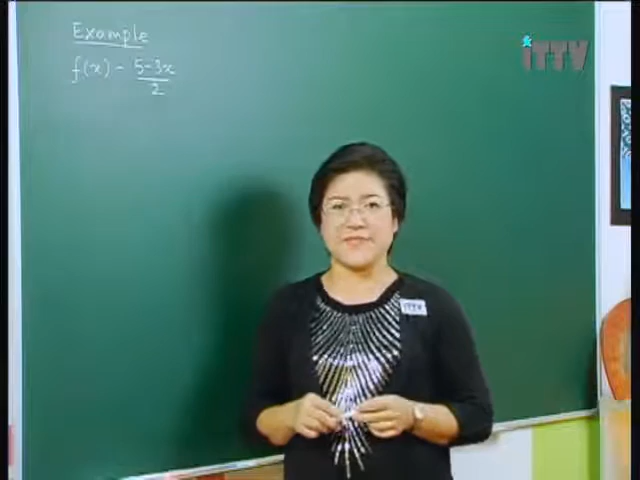 Example
f(x) = 5-3x
2
iTTV